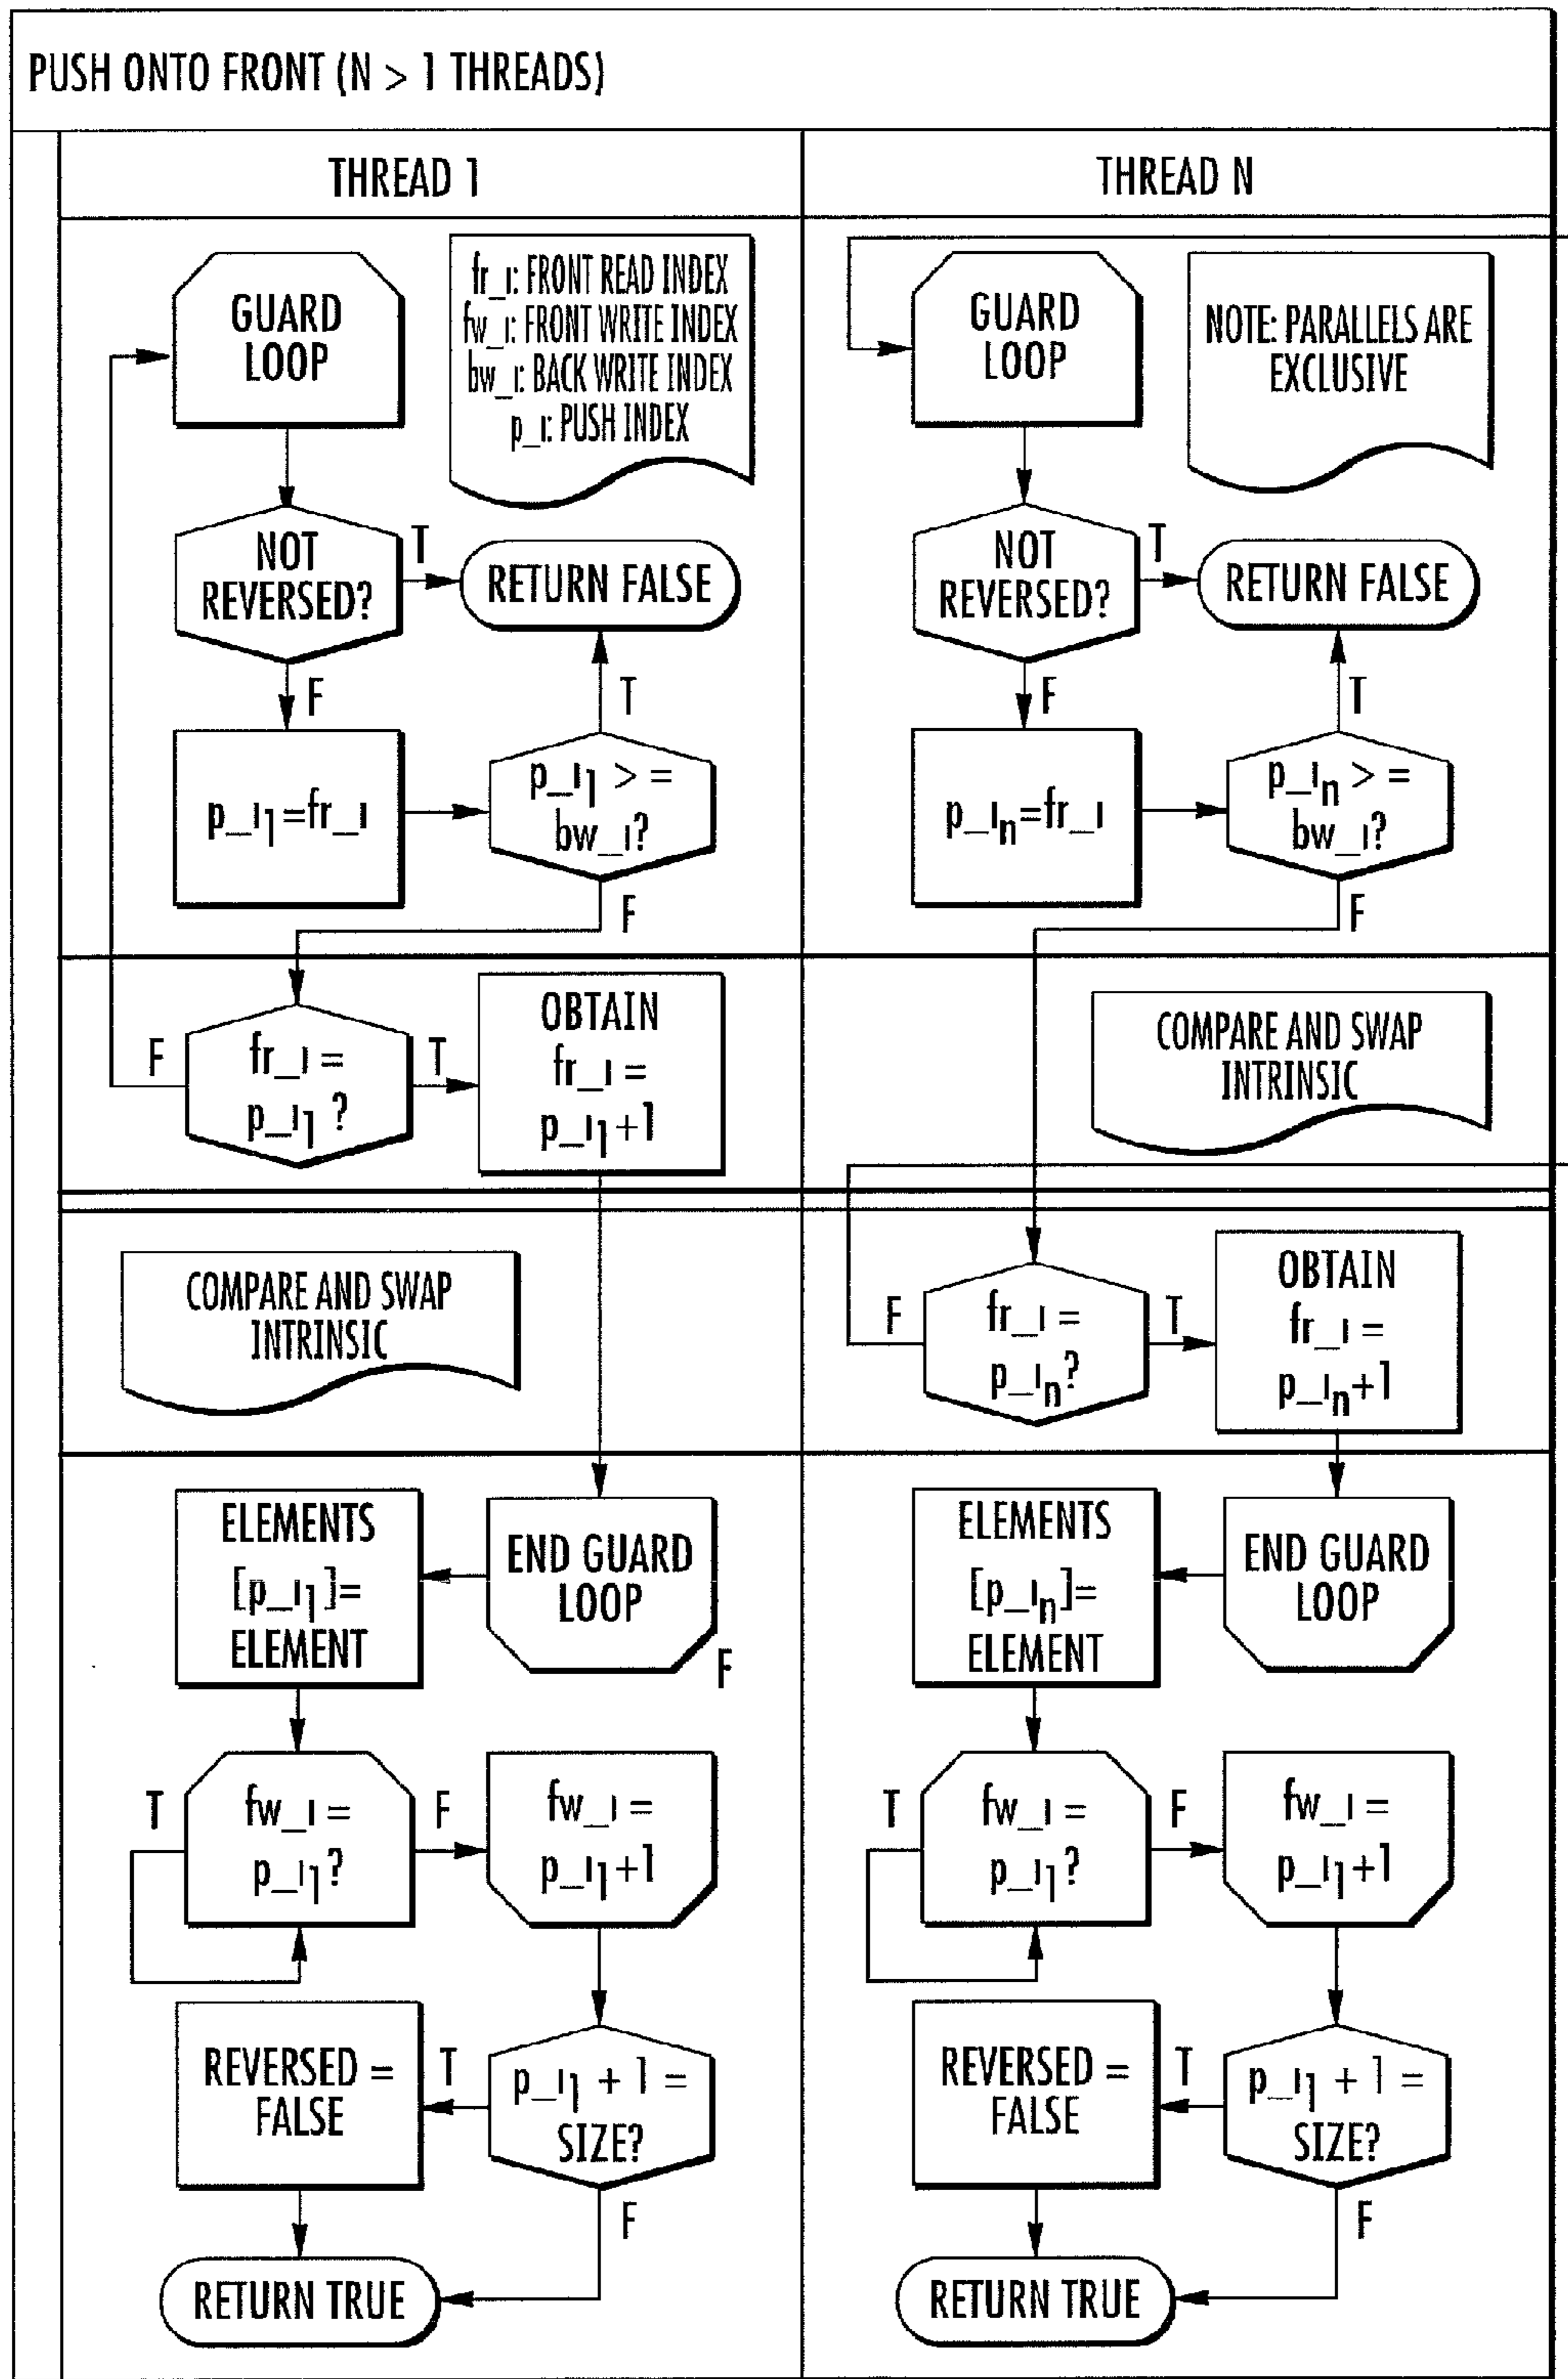 PUSH ONTO FRONT (N > 1 THREADS)
THREAD 1
THREAD N
GUARD
LOOP
fr_ı: FRONT READ INDEX
fw_ı: FRONT WRITE INDEX
bw_ı: BACK WRITE INDEX
p_ı: PUSH INDEX
NOT
REVERSED?
T
RETURN FALSE
F
T
p_ı1=fr_ı
p_ı1 > =
bw_ı?
F
GUARD
LOOP
NOTE: PARALLELS ARE
EXCLUSIVE
NOT
REVERSED?
T
RETURN FALSE
F
T
p_ın=fr_ı
p_ın > =
bw_ı?
F
F
fr_ı =
p_ı1 ?
T
OBTAIN
fr_ı =
p_ı1+1
COMPARE AND SWAP
INTRINSIC
COMPARE AND SWAP
INTRINSIC
F
fr_ı =
p_ın?
T
OBTAIN
fr_ı =
p_ın+1
ELEMENTS
[p_ı1]=
ELEMENT
END GUARD
LOOP
F
T
fw_ı =
p_ı1?
F
fw_ı =
p_ı1+1
REVERSED =
FALSE
T
p_ı1 + 1 =
SIZE?
F
RETURN TRUE
ELEMENTS
[p_ın]=
ELEMENT
END GUARD
LOOP
T
fw_ı =
p_ı1?
F
fw_ı =
p_ı1+1
REVERSED =
FALSE
T
p_ı1 + 1 =
SIZE?
F
RETURN TRUE